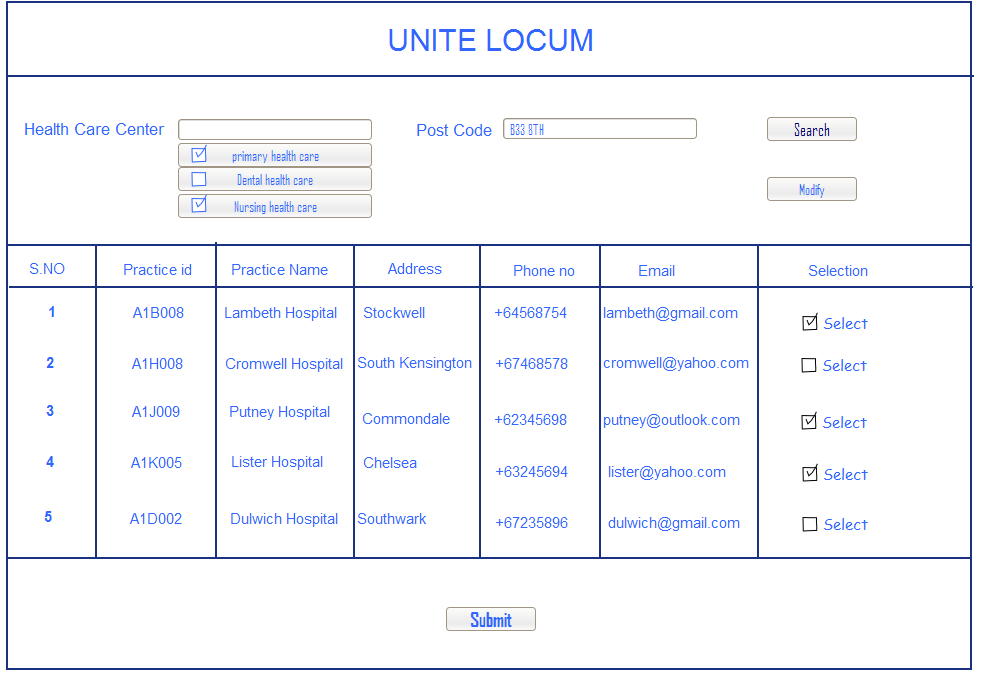 UNITE LOCUM
Health Care Center Post Code B33 8TH Search
primary health care
Dental health care Modify
Nursing health care
S.NO Practice id Practice Name Address Phone no Email Selection
1 A1B008 Lambeth Hospital Stockwell +64568754 lambeth@gmail.com Select
2 A1H008 Cromwell Hospital South Kensington +67468578 cromwell@yahoo.com Select
3 A1J009 Putney Hospital Commondale +62345698 putney@outlook.com Select
4 A1K005 Lister Hospital Chelsea +63245694 lister@yahoo.com Select
5 A1D002 Dulwich Hospital Southwark +67235896 dulwich@gmail.com Select
Submit